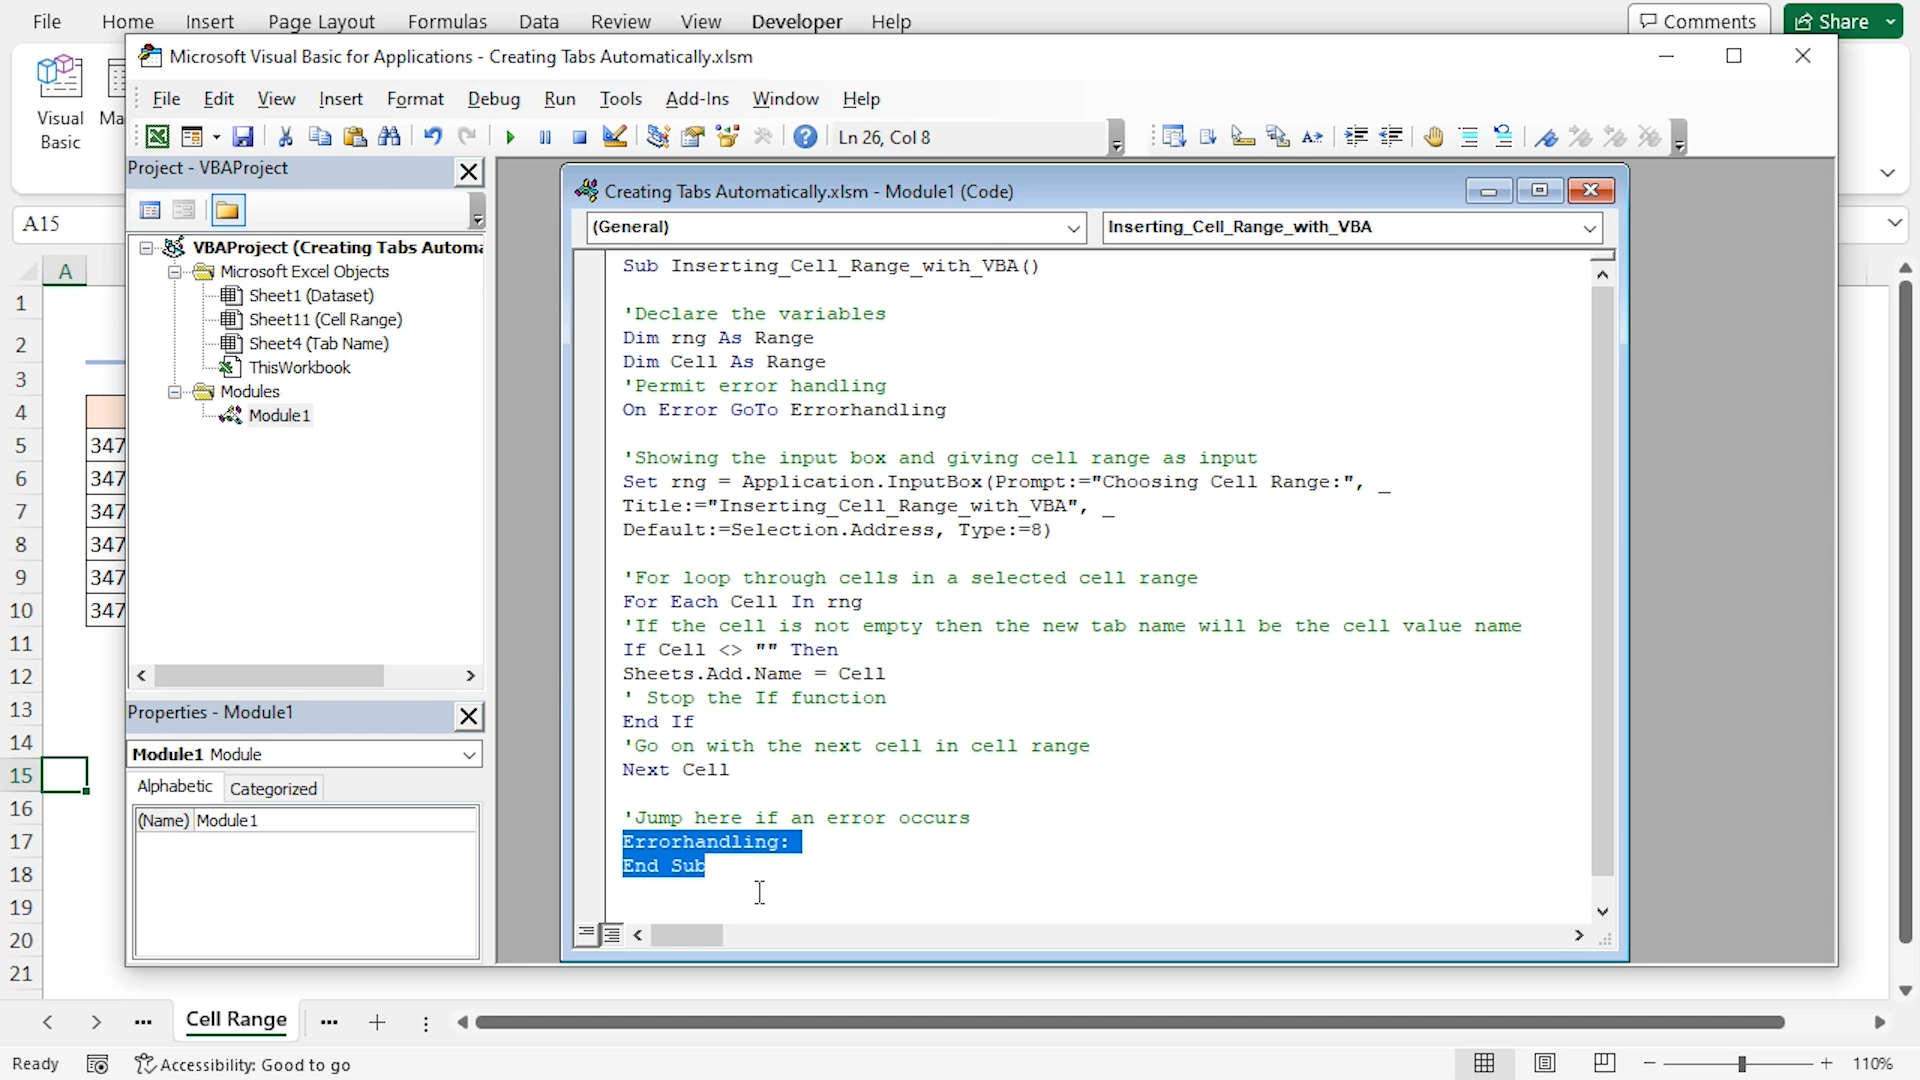 File Home Insert Page Layout Formulas Data Review View Developer Help Comments Share
Visual Basic
Ma
A15
Microsoft Visual Basic for Applications - Creating Tabs Automatically.xlsm
File Edit View Insert Format Debug Run Tools Add-Ins Window Help
Ln 26, Col 8
Project - VBAProject
VBAProject (Creating Tabs Automa
Microsoft Excel Objects
Sheet1 (Dataset)
Sheet11 (Cell Range)
Sheet4 (Tab Name)
ThisWorkbook
Modules
Module1
Properties - Module1
Module1 Module
Alphabetic Categorized
(Name) Module1
Creating Tabs Automatically.xlsm - Module1 (Code)
(General) Inserting_Cell_Range_with_VBA
Sub Inserting_Cell_Range_with_VBA()
'Declare the variables
Dim rng As Range
Dim Cell As Range
'Permit error handling
On Error GoTo Errorhandling
'Showing the input box and giving cell range as input
Set rng = Application.InputBox(Prompt:="Choosing Cell Range:", _
Title:="Inserting_Cell_Range_with_VBA", _
Default:=Selection.Address, Type:=8)
'For loop through cells in a selected cell range
For Each Cell In rng
'If the cell is not empty then the new tab name will be the cell value name
If Cell <> "" Then
Sheets.Add.Name = Cell
' Stop the If function
End If
'Go on with the next cell in cell range
Next Cell
'Jump here if an error occurs
Errorhandling:
End Sub
A
1
2
3
4
5 347
6 347
7 347
8 347
9 347
10 347
11
12
13
14
15
16
17
18
19
20
21
... Cell Range ...
Ready Accessibility: Good to go 110%